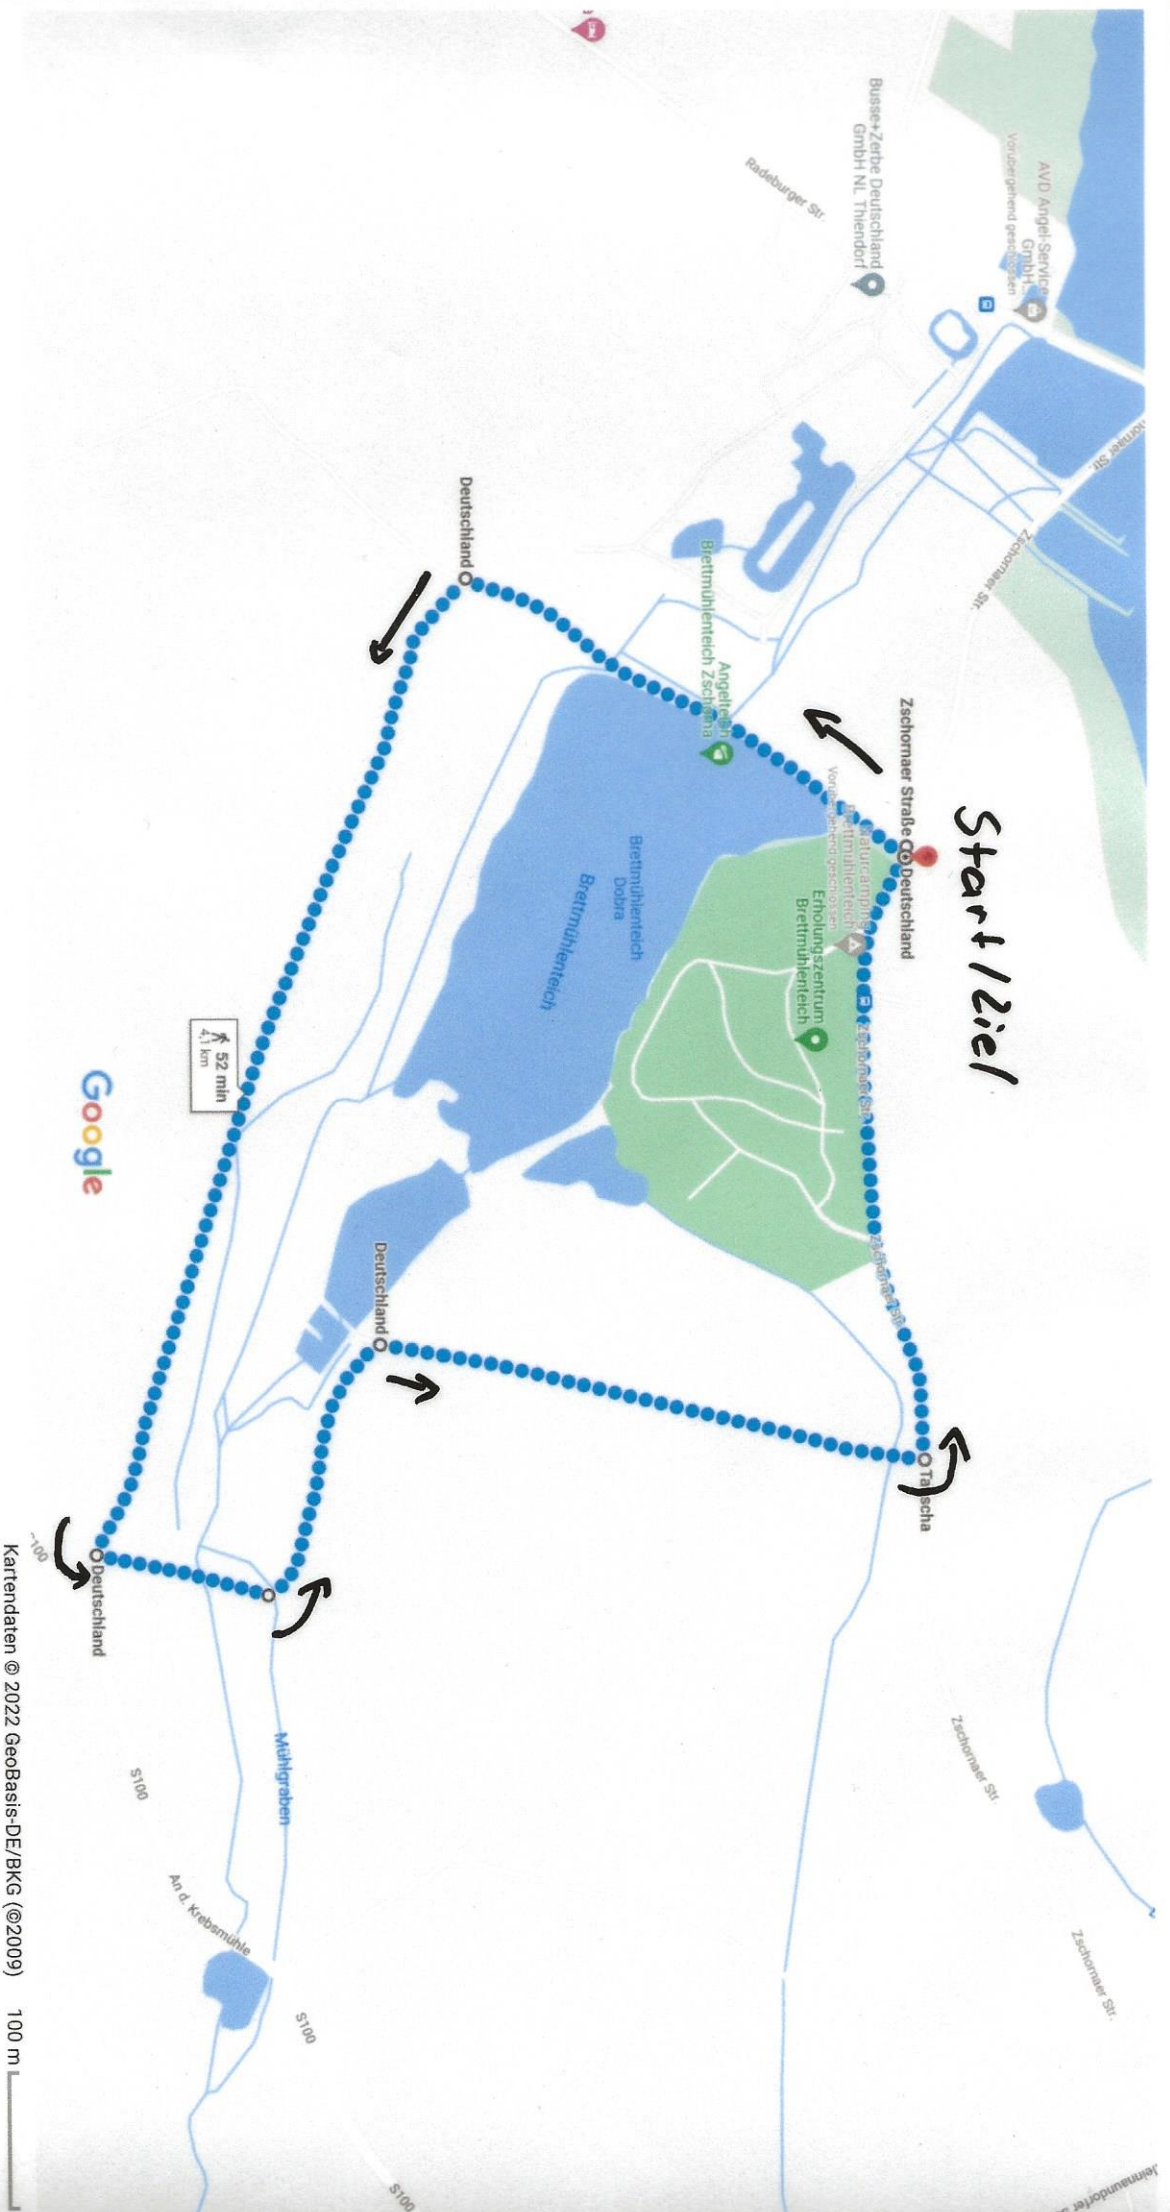 AVD Angel-Service
GmbH...
Vorübergehend geschlossen
Zschornaer Str.
Zschornaer Str.
Zschornaer Str.
Start / Ziel
Zschornaer Straße
Deutschland
Tauscha
Busse+Zerbe Deutschland
GmbH NL Thiendorf
Naturcamping
Brettmühlenteich
Vorübergehend geschlossen
Zschornaer Str.
Zschornaer Str.
Erholungszentrum
Brettmühlenteich
Radeburger Str.
Angelteich
Brettmühlenteich Zschorna
Brettmühlenteich
Dobra
Brettmühlenteich
Deutschland
Deutschland
S100
S100
Mühlgraben
An d. Krebsmühle
52 min
4,1 km
S100
Deutschland
Google
Kartendaten © 2022 GeoBasis-DE/BKG (©2009) 100 m